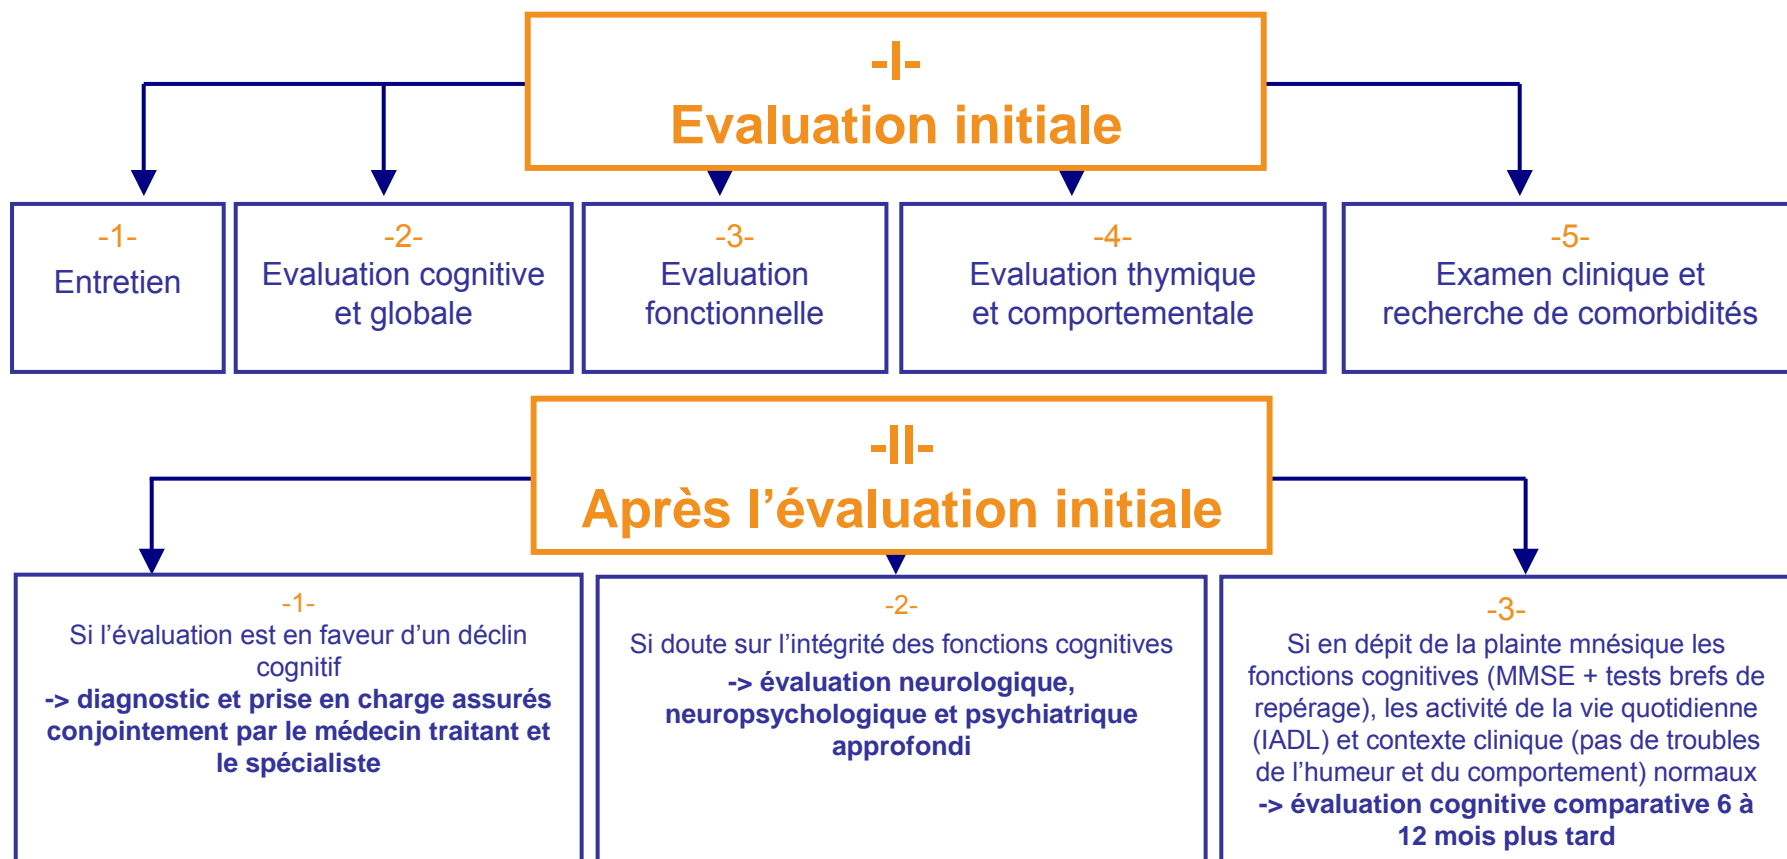 -I-
Evaluation initiale
-1-
Entretien
-2-
Evaluation cognitive
et globale
-3-
Evaluation
fonctionnelle
-4-
Evaluation thymique
et comportementale
-5-
Examen clinique et
recherche de comorbidités
-II-
Après l’évaluation initiale
-1-
Si l’évaluation est en faveur d’un déclin
cognitif
-> diagnostic et prise en charge assurés
conjointement par le médecin traitant et
le spécialiste
-2-
Si doute sur l’intégrité des fonctions cognitives
-> évaluation neurologique,
neuropsychologique et psychiatrique
approfondi
-3-
Si en dépit de la plainte mnésique les
fonctions cognitives (MMSE + tests brefs de
repérage), les activité de la vie quotidienne
(IADL) et contexte clinique (pas de troubles
de l’humeur et du comportement) normaux
-> évaluation cognitive comparative 6 à
12 mois plus tard